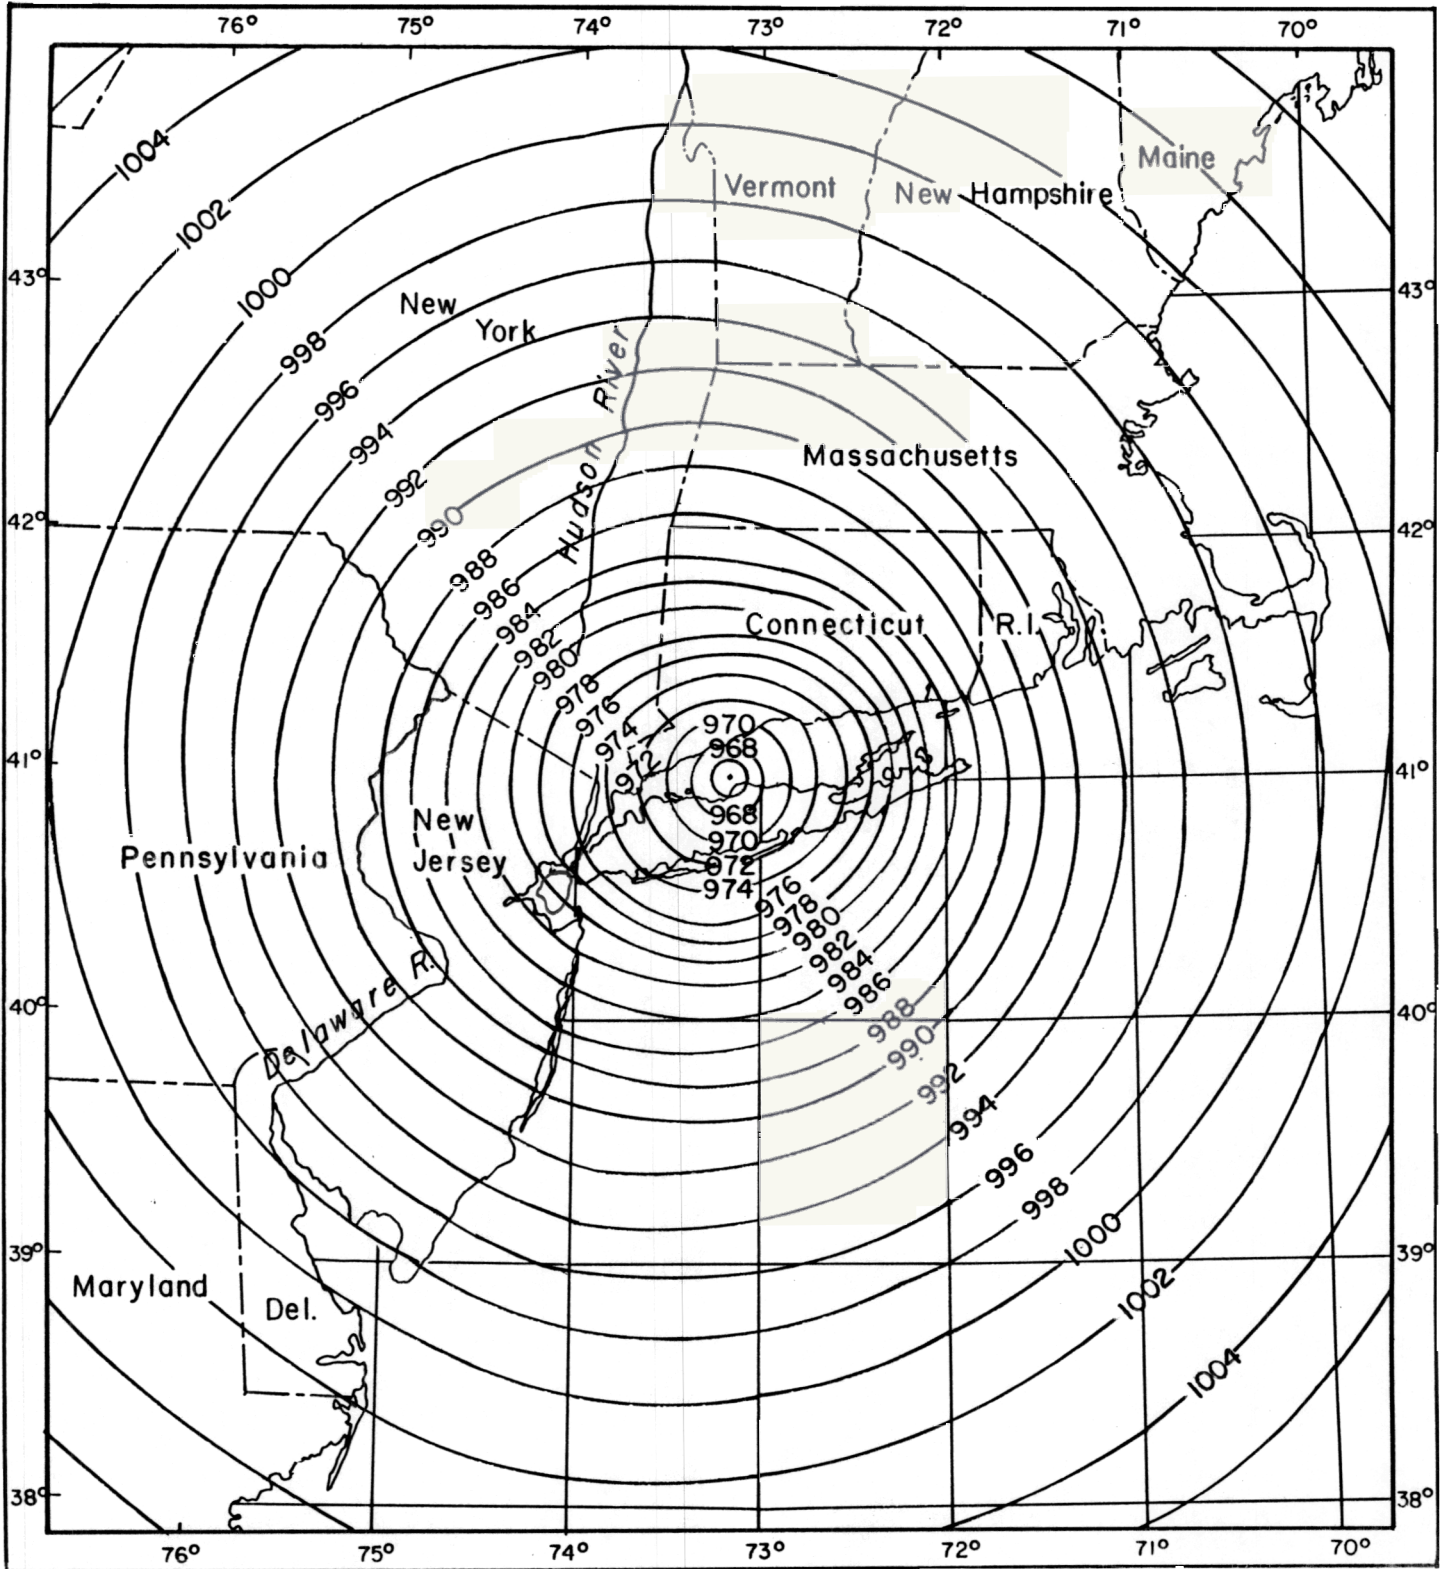 76° 75° 74° 73° 72° 71° 70°
1004
Maine
Vermont
New Hampshire
1002
43°
43°
1000
New
York
998
River
996
994
Massachusetts
992
Hudson
990
42°
42°
988
986
984
Connecticut
R.I.
982
980
978
976
974
970
968
972
41°
41°
968
New
Jersey
970
Pennsylvania
972
974
976
978
980
982
984
986
Delaware R.
988
990
40°
40°
992
994
996
998
1000
39°
39°
Maryland
Del.
1002
1004
38°
38°
76° 75° 74° 73° 72° 71° 70°